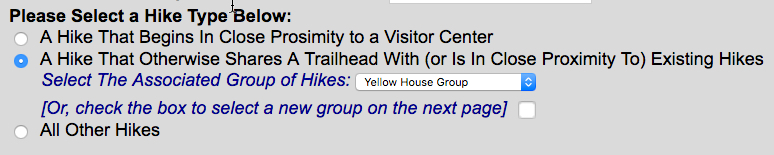 Please Select a Hike Type Below:
A Hike That Begins In Close Prosimity to a Visitor Center
A Hike That Otherwise Shares A Trailhead With (or Is In Close Proximity To) Existing Hikes
Select The Associated Group of Hikes: Yellow House Group
[Or, check the box to select a new group on the next page]
All Other Hikes